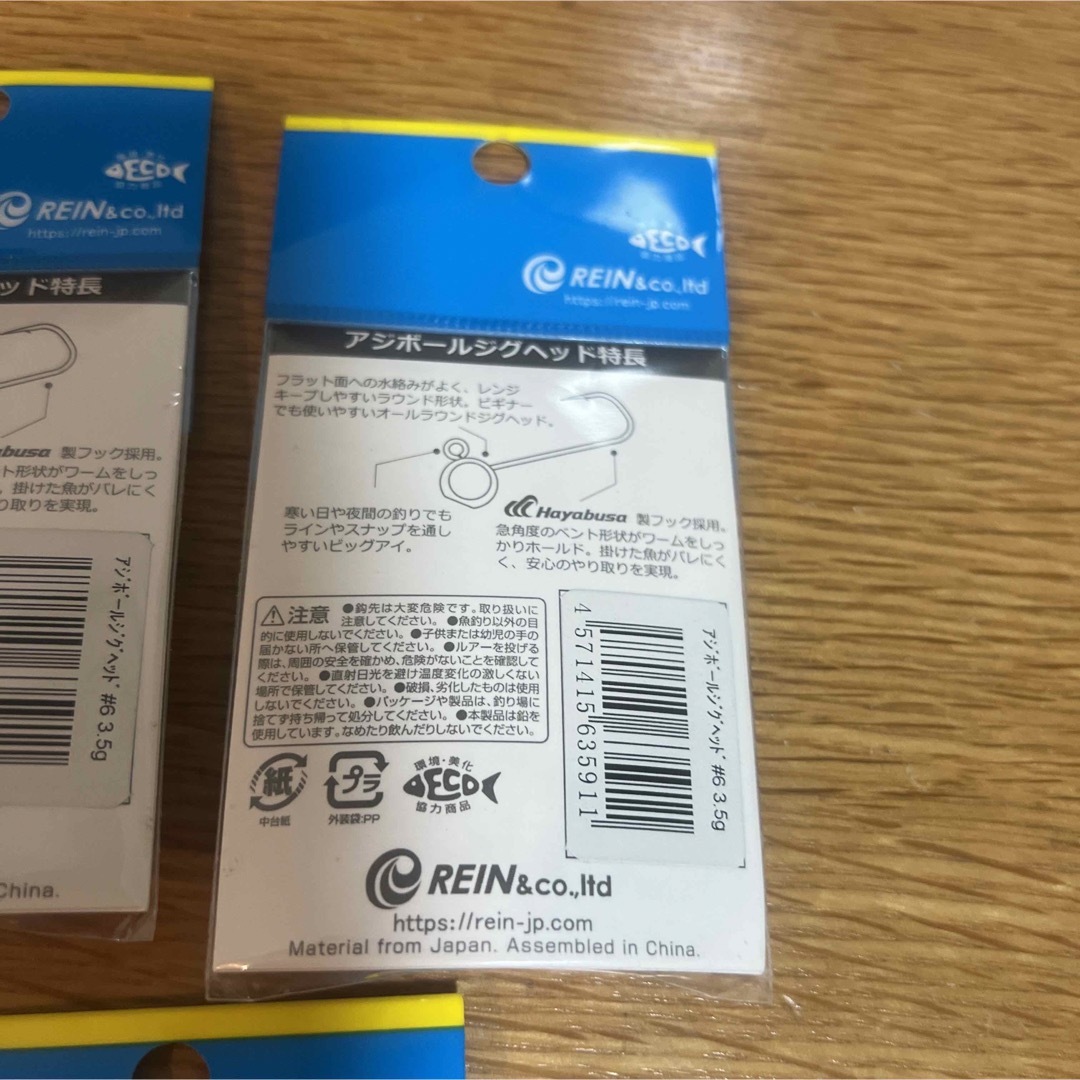 ECO
REIN&co.,ltd
https://rein-jp.com
ッド特長
abusa 製フック採用。
ント形状がワームをしっ
。掛けた魚がバレにく
り取りを実現。
アジボールジグヘッド #6 3.5g
China.
ECO
REIN&co.,ltd
https://rein-jp.com
アジボールジグヘッド特長
フラット面への水絡みがよく、レンジ
キープしやすいラウンド形状。ビギナー
でも使いやすいオールラウンドジグヘッド。
寒い日や夜間の釣りでも
ラインやスナップを通し
やすいビッグアイ。
Hayabusa 製フック採用。
急角度のベント形状がワームをしっ
かりホールド。掛けた魚がバレにく
く、安心のやり取りを実現。
注意 ●鈎先は大変危険です。取り扱いに
注意してください。 ●魚釣り以外の目
的に使用しないでください。 ●子供または幼児の手の
届かない所へ保管してください。 ●ルアーを投げる
際は、周囲の安全を確かめ、危険がないことを確認して
ください。 ●直射日光を避け温度変化の激しくない
場所で保管してください。 ●破損、劣化したものは使用
しないでください。 ●パッケージや製品は、釣り場に
捨てず持ち帰って処分してください。 ●本製品は鉛を
使用しています。なめたり飲んだりしないでください。
4571415635911
アジボールジグヘッド #6 3.5g
紙
中台紙
プラ
外装袋:PP
環境・美化
ECO
協力商品
REIN&co.,ltd
https://rein-jp.com
Material from Japan. Assembled in China.